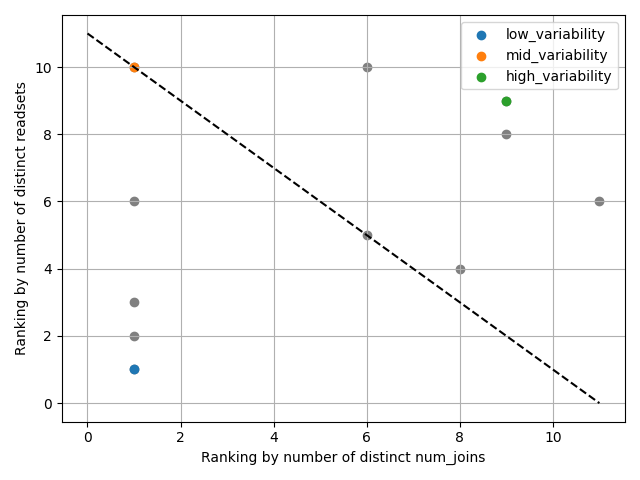 low_variability
mid_variability
high_variability
10
8
6
4
2
0
Ranking by number of distinct readsets
0 2 4 6 8 10
Ranking by number of distinct num_joins